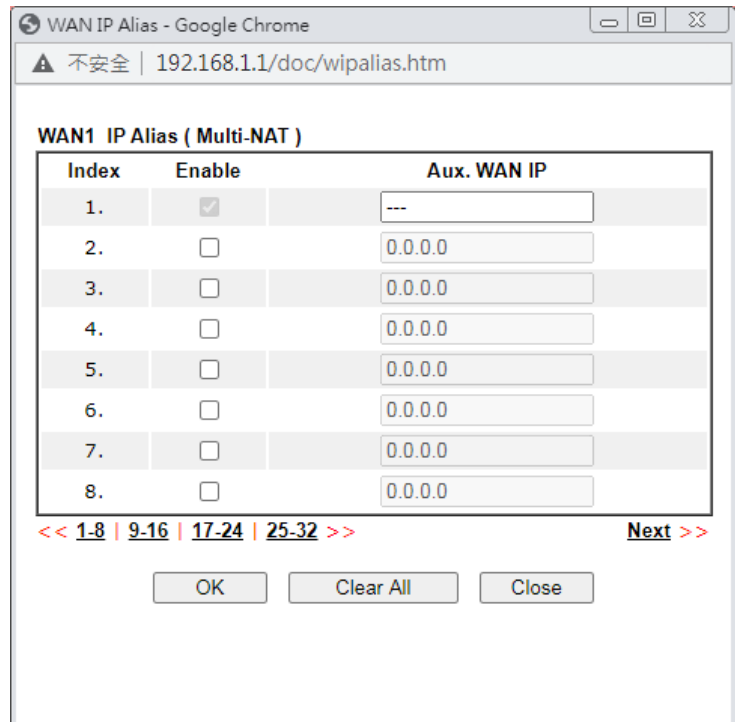 WAN IP Alias - Google Chrome
不安全 | 192.168.1.1/doc/wipalias.htm
WAN1 IP Alias ( Multi-NAT )
Index Enable Aux. WAN IP
1. ---
2. 0.0.0.0
3. 0.0.0.0
4. 0.0.0.0
5. 0.0.0.0
6. 0.0.0.0
7. 0.0.0.0
8. 0.0.0.0
<< 1-8 | 9-16 | 17-24 | 25-32 >> Next >>
OK Clear All Close